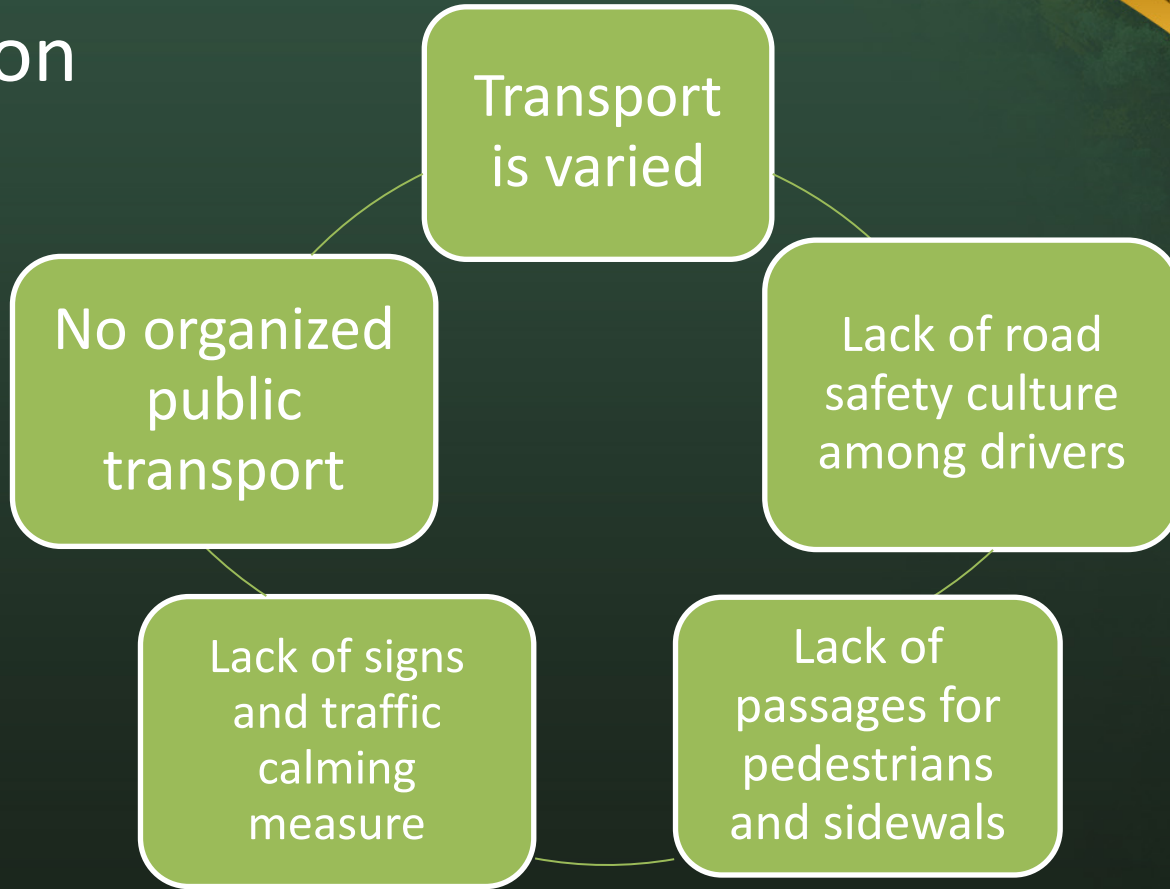 on
Transport
is varied
Lack of road
safety culture
among drivers
Lack of
passages for
pedestrians
and sidewals
Lack of signs
and traffic
calming
measure
No organized
public
transport